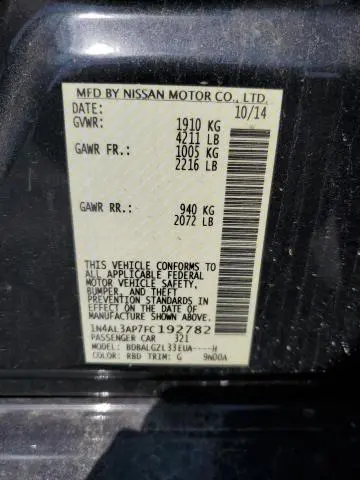 MFD BY NISSAN MOTOR CO., LTD.
DATE: 10/14
GVWR: 1910 KG
4211 LB
GAWR FR.: 1005 KG
2216 LB
GAWR RR.: 940 KG
2072 LB
THIS VEHICLE CONFORMS TO
ALL APPLICABLE FEDERAL
MOTOR VEHICLE SAFETY,
BUMPER, AND THEFT
PREVENTION STANDARDS IN
EFFECT ON THE DATE OF
MANUFACTURE SHOWN ABOVE.
1N4AL3AP7FC192782
PASSENGER CAR 321
MODEL: BDBALGZL33EUA----H
COLOR: RBD TRIM: G 9N00A